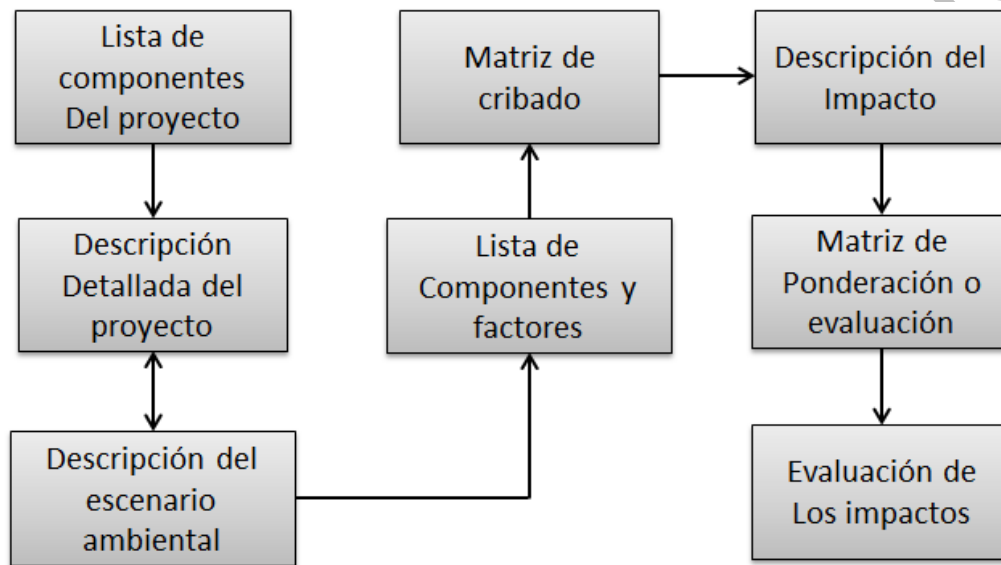 Lista de
componentes
Del proyecto
Descripción
Detallada del
proyecto
Descripción del
escenario
ambiental
Lista de
Componentes y
factores
Matriz de
cribado
Descripción del
Impacto
Matriz de
Ponderación o
evaluación
Evaluación de
Los impactos